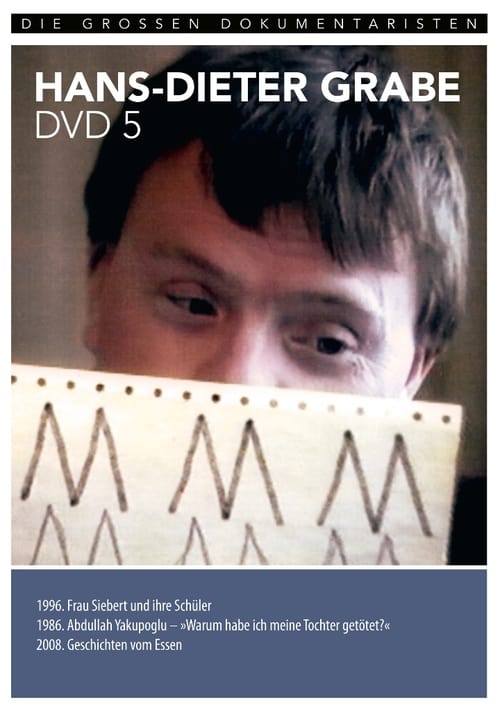 DIE GROSSEN DOKUMENTARISTEN
HANS-DIETER GRABE
DVD 5
M M M
M M M
1996. Frau Siebert und ihre Schüler
1986. Abdullah Yakupoglu – »Warum habe ich meine Tochter getötet?«
2008. Geschichten vom Essen